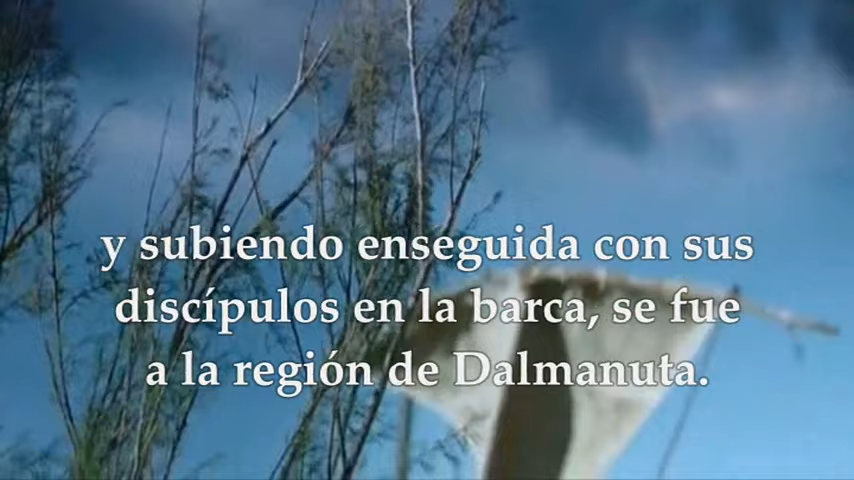 y subiendo enseguida con sus
discípulos en la barca, se fue
a la región de Dalmanuta.